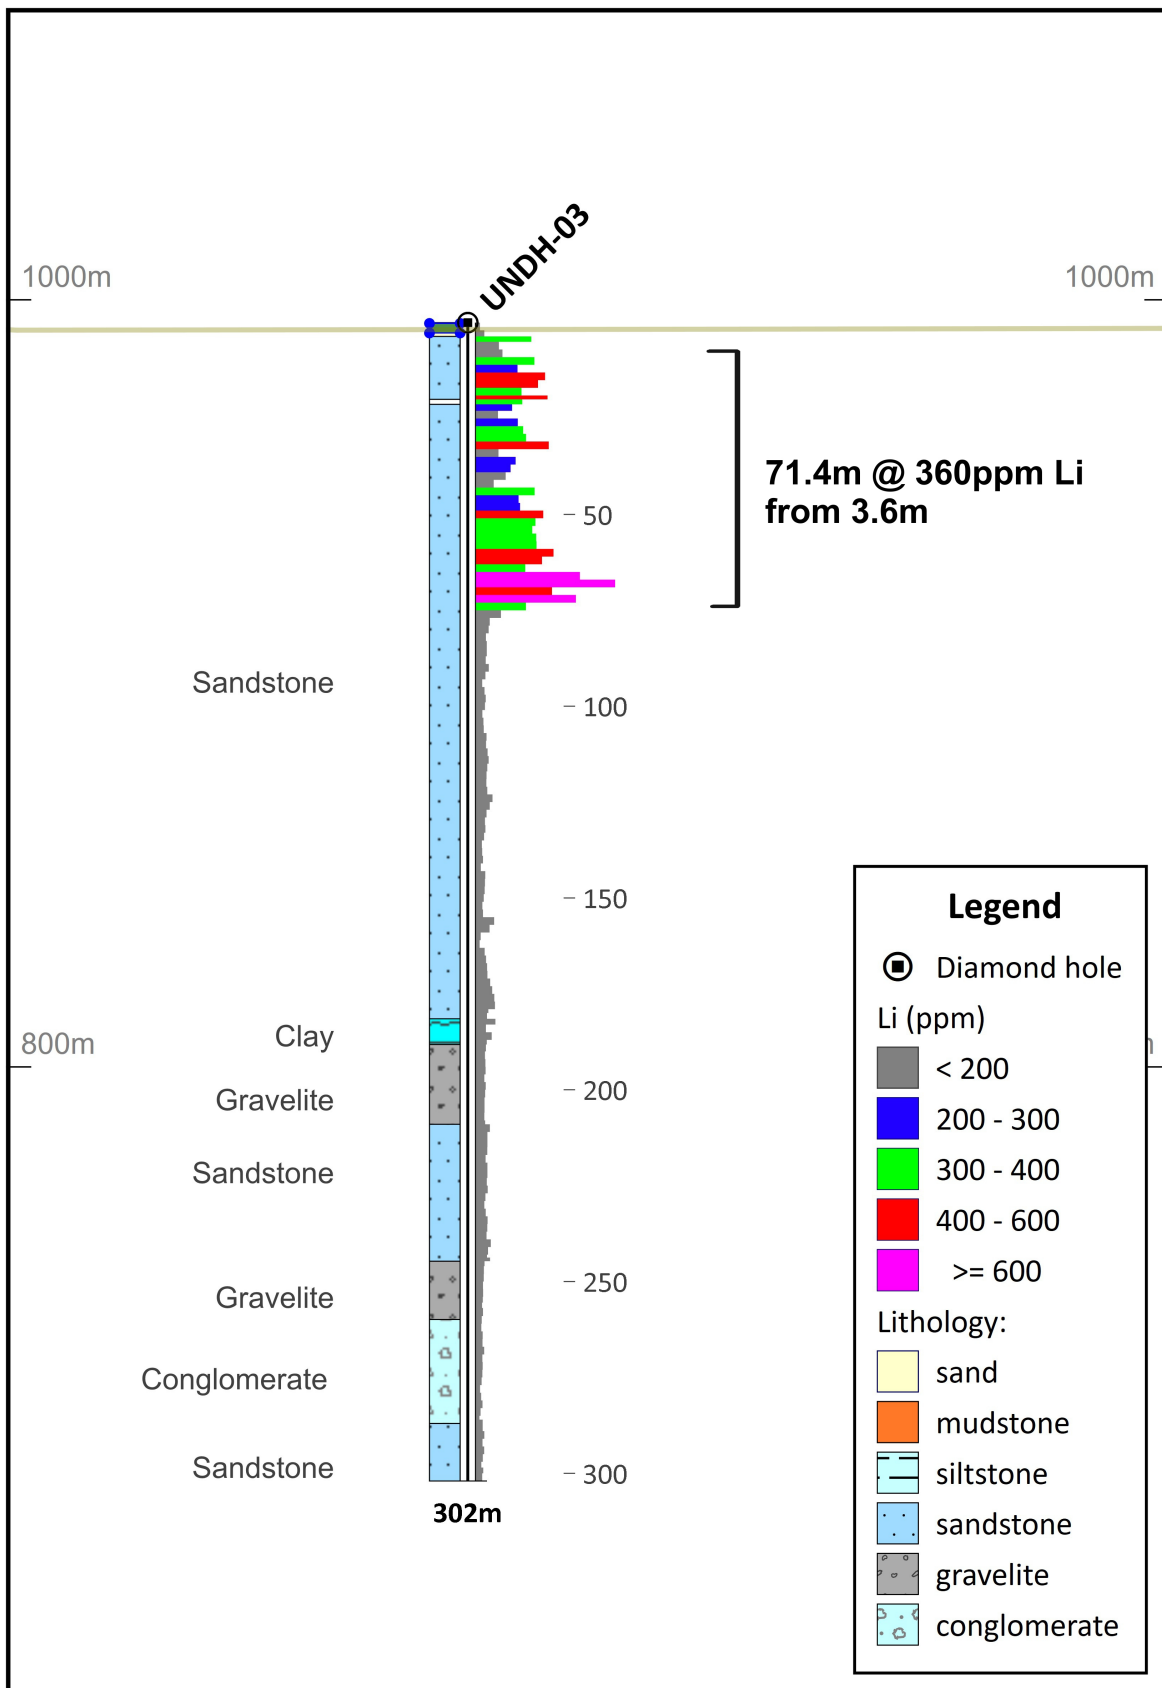 UNDH-03
1000m
1000m
71.4m @ 360ppm Li
from 3.6m
50
Sandstone
100
150
Clay
800m
Gravelite
200
Sandstone
250
Gravelite
Conglomerate
Sandstone
300
302m
Legend
Diamond hole
Li (ppm)
< 200
200 - 300
300 - 400
400 - 600
>= 600
Lithology:
sand
mudstone
siltstone
sandstone
gravelite
conglomerate